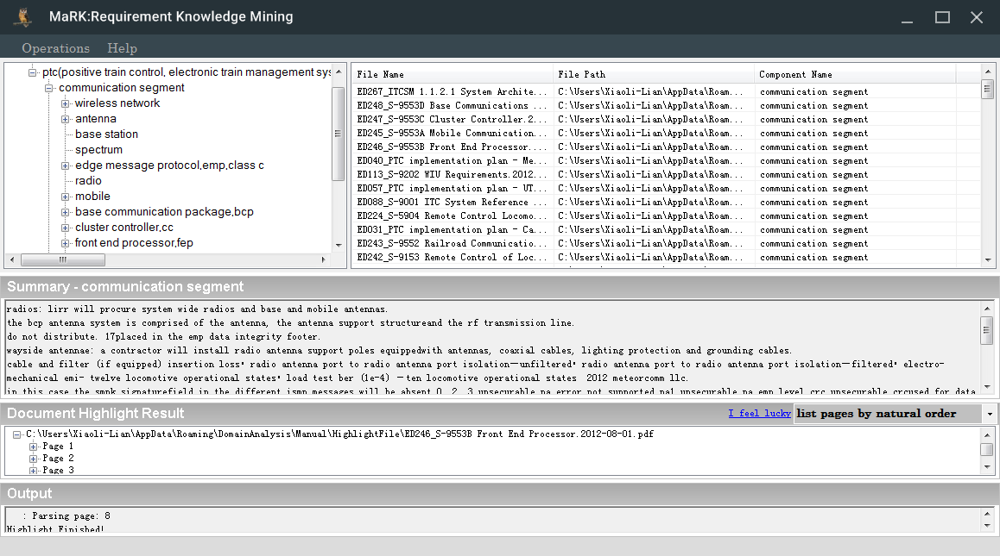 MaRK:Requirement Knowledge Mining
Operations Help
ptc(positive train control, electronic train management sys
communication segment
wireless network
antenna
base station
spectrum
edge message protocol,emp,class c
radio
mobile
base communication package,bcp
cluster controller,cc
front end processor,fep
File Name File Path Component Name
ED267_ITCSM 1.1.2.1 System Archite... C:\Users\Xiaoli-Lian\AppData\Roam... communication segment
ED248_S-9553D Base Communications ... C:\Users\Xiaoli-Lian\AppData\Roam... communication segment
ED247_S-9553C Cluster Controller.2... C:\Users\Xiaoli-Lian\AppData\Roam... communication segment
ED245_S-9553A Mobile Communication... C:\Users\Xiaoli-Lian\AppData\Roam... communication segment
ED246_S-9553B Front End Processor.... C:\Users\Xiaoli-Lian\AppData\Roam... communication segment
ED040_PTC implementation plan - Me... C:\Users\Xiaoli-Lian\AppData\Roam... communication segment
ED113_S-9202 WIU Requirements.2012... C:\Users\Xiaoli-Lian\AppData\Roam... communication segment
ED057_PTC implementation plan - UT... C:\Users\Xiaoli-Lian\AppData\Roam... communication segment
ED088_S-9001 ITC System Reference ... C:\Users\Xiaoli-Lian\AppData\Roam... communication segment
ED224_S-5904 Remote Control Locomo... C:\Users\Xiaoli-Lian\AppData\Roam... communication segment
ED031_PTC implementation plan - Ca... C:\Users\Xiaoli-Lian\AppData\Roam... communication segment
ED243_S-9552 Railroad Communicatio... C:\Users\Xiaoli-Lian\AppData\Roam... communication segment
ED242_S-9153 Remote Control of Loc... C:\Users\Xiaoli-Lian\AppData\Roam... communication segment
Summary - communication segment
radios: lirr will procure system wide radios and base and mobile antennas.
the bcp antenna system is comprised of the antenna, the antenna support structureand the rf transmission line.
do not distribute. 17placed in the emp data integrity footer.
wayside antennae: a contractor will install radio antenna support poles equippedwith antennas, coaxial cables, lighting protection and grounding cables.
cable and filter (if equipped) insertion loss• radio antenna port to radio antenna port isolation—unfiltered• radio antenna port to radio antenna port isolation—filtered• electro-
mechanical emi- twelve locomotive operational states• load test ber (1e-4) –ten locomotive operational states 2012 meteorcomm llc.
in this case the smpk signaturefield in the different ismp messages will be absent.0, 2, 3 unsecurable na error not supported na1 unsecurable na emp level crc unsecurable crcused for data
Document Highlight Result
I feel lucky list pages by natural order
C:\Users\Xiaoli-Lian\AppData\Roaming\DomainAnalysis\Manual\HighlightFile\ED246_S-9553B Front End Processor.2012-08-01.pdf
Page 1
Page 2
Page 3
Output
: Parsing page: 8
Highlight Finished!